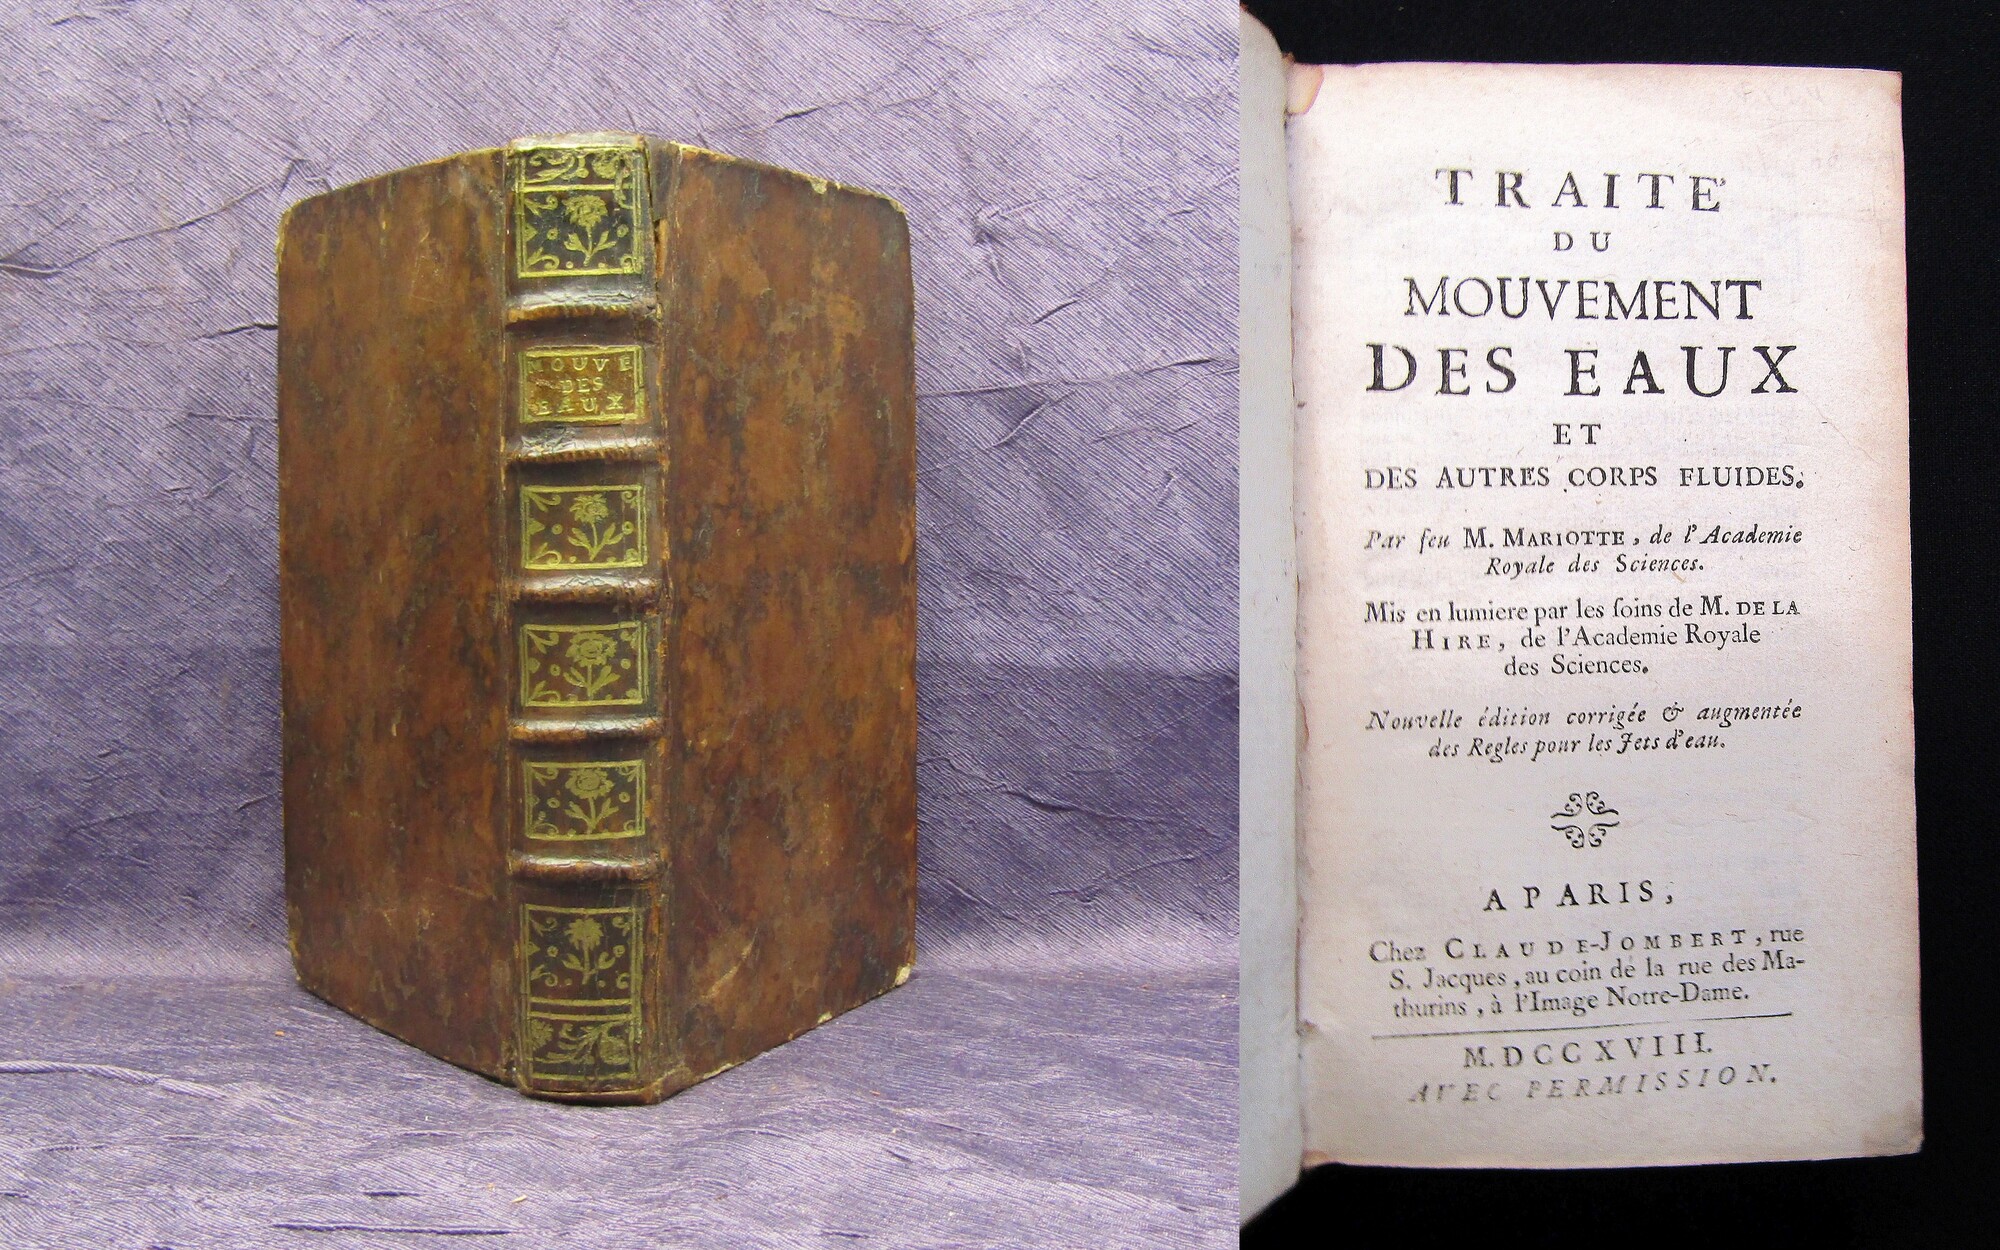 MOUVE
DES
EAUX
TRAITÉ
DU
MOUVEMENT
DES EAUX
ET
DES AUTRES CORPS FLUIDES.
Par feu M. MARIOTTE, de l'Academie
Royale des Sciences.
Mis en lumiere par les ſoins de M. DE LA
HIRE, de l'Academie Royale
des Sciences.
Nouvelle édition corrigée & augmentée
des Regles pour les Jets d'eau.
A PARIS,
Chez CLAUDE-JOMBERT, rue
S. Jacques, au coin de la rue des Ma-
thurins, à l'Image Notre-Dame.
M. DCCXVIII.
AVEC PERMISSION.